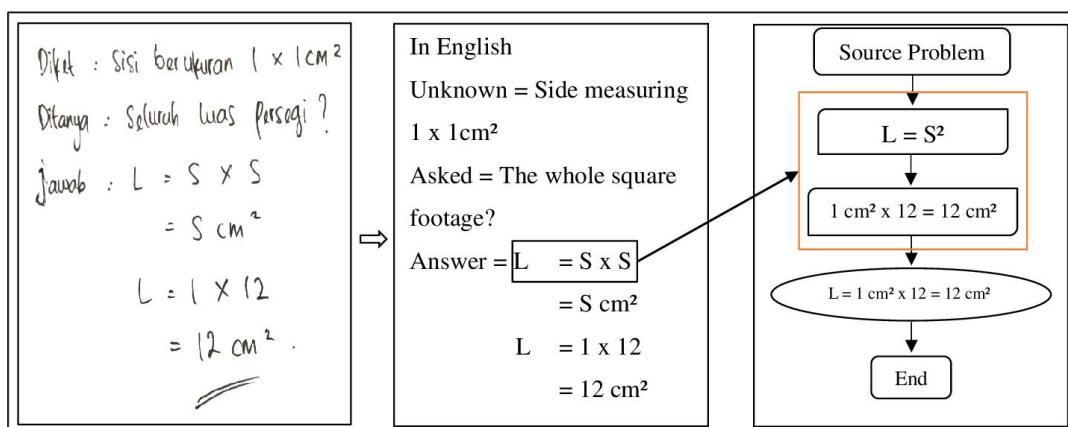 Diket : Sisi berukuran 1 x 1 cm²
Ditanya : Seluruh luas persegi?
Jawab : L = S x S
= S cm²
L = 1 x 12
= 12 cm².
In English
Unknown = Side measuring
1 x 1cm²
Asked = The whole square
footage?
Answer = L = S x S
= S cm²
L = 1 x 12
= 12 cm²
Source Problem
L = S²
1 cm² x 12 = 12 cm²
L = 1 cm² x 12 = 12 cm²
End